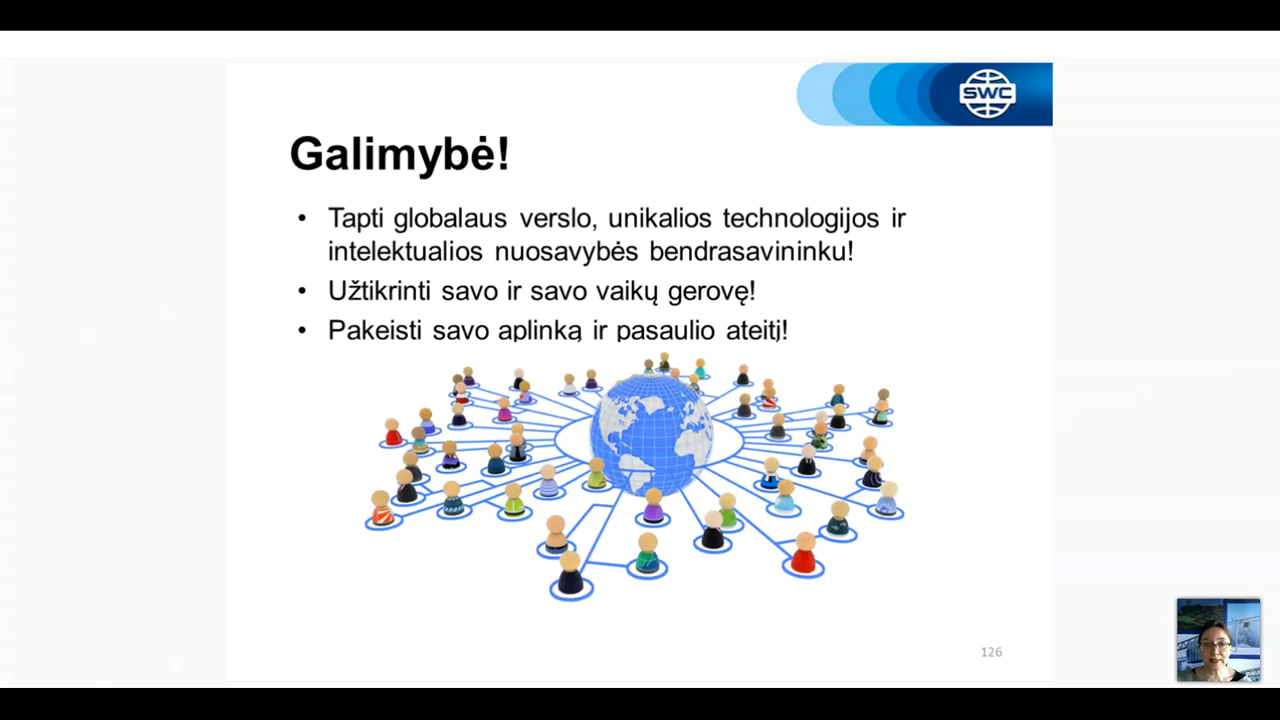 SWC
Galimybė!
• Tapti globalaus verslo, unikalios technologijos ir
intelektualios nuosavybės bendrasavininku!
• Užtikrinti savo ir savo vaikų gerovę!
• Pakeisti savo aplinką ir pasaulio ateitį!
126